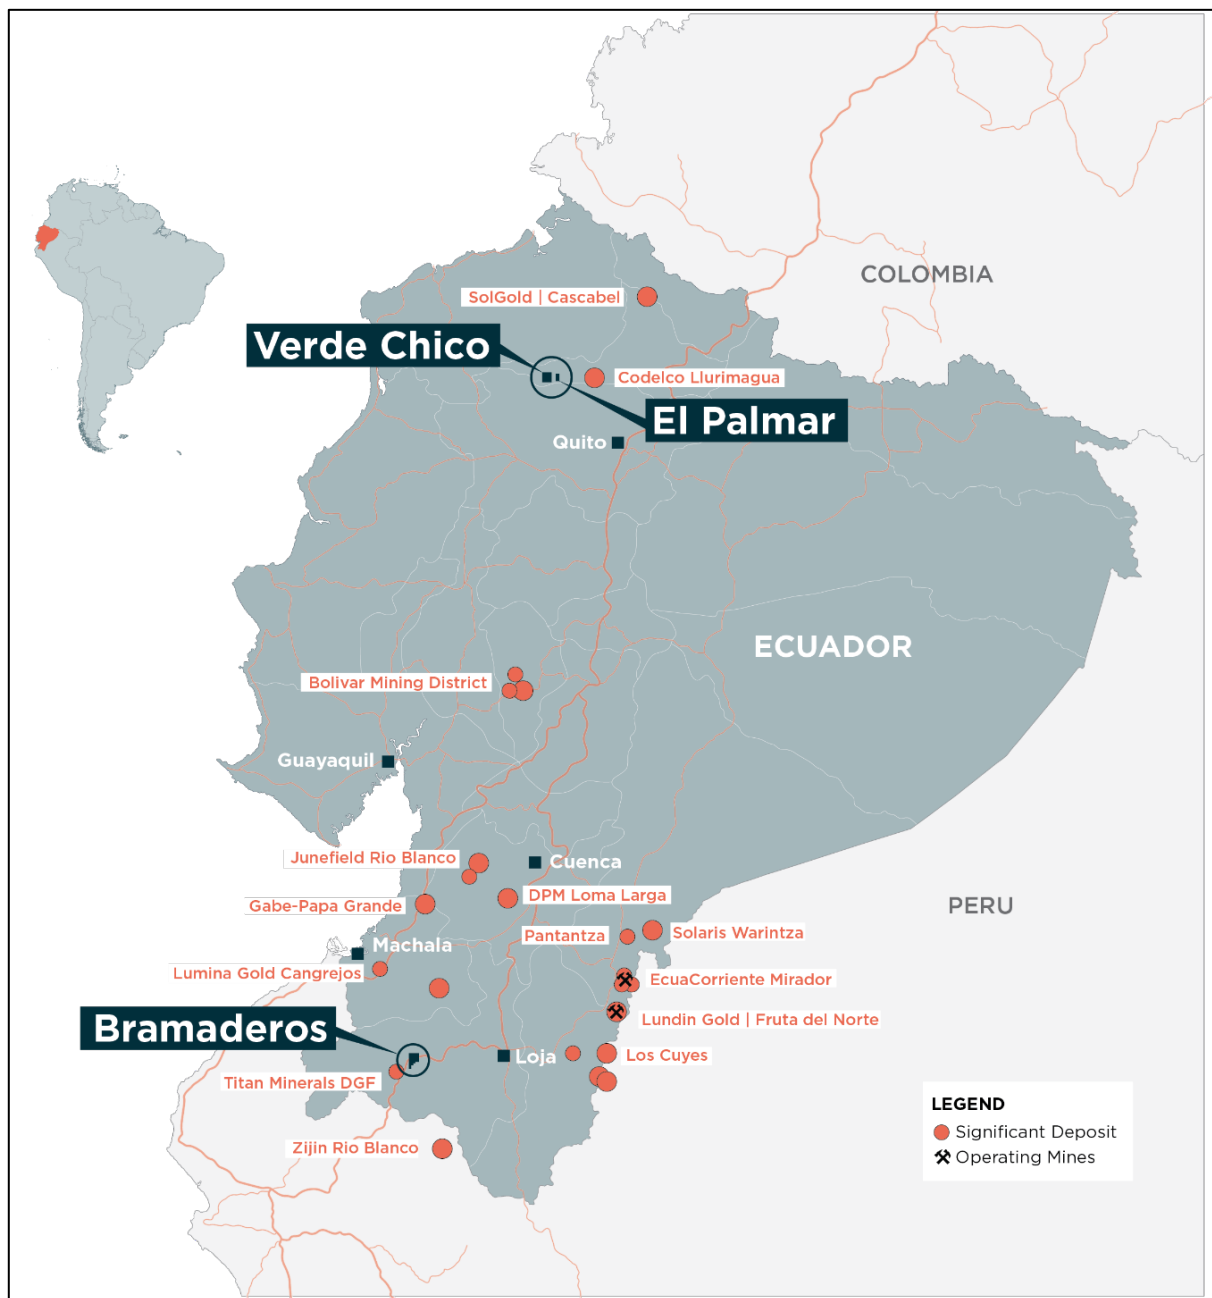 COLOMBIA
SolGold | Cascabel
Verde Chico
Codelco Llurimagua
El Palmar
Quito
ECUADOR
Bolivar Mining District
Guayaquil
Junefield Rio Blanco
Cuenca
DPM Loma Larga
Gabe-Papa Grande
PERU
Pantantza
Solaris Warintza
Machala
Lumina Gold Cangrejos
EcuaCorriente Mirador
Bramaderos
Lundin Gold | Fruta del Norte
Loja
Los Cuyes
Titan Minerals DGF
Zijin Rio Blanco
LEGEND
Significant Deposit
Operating Mines